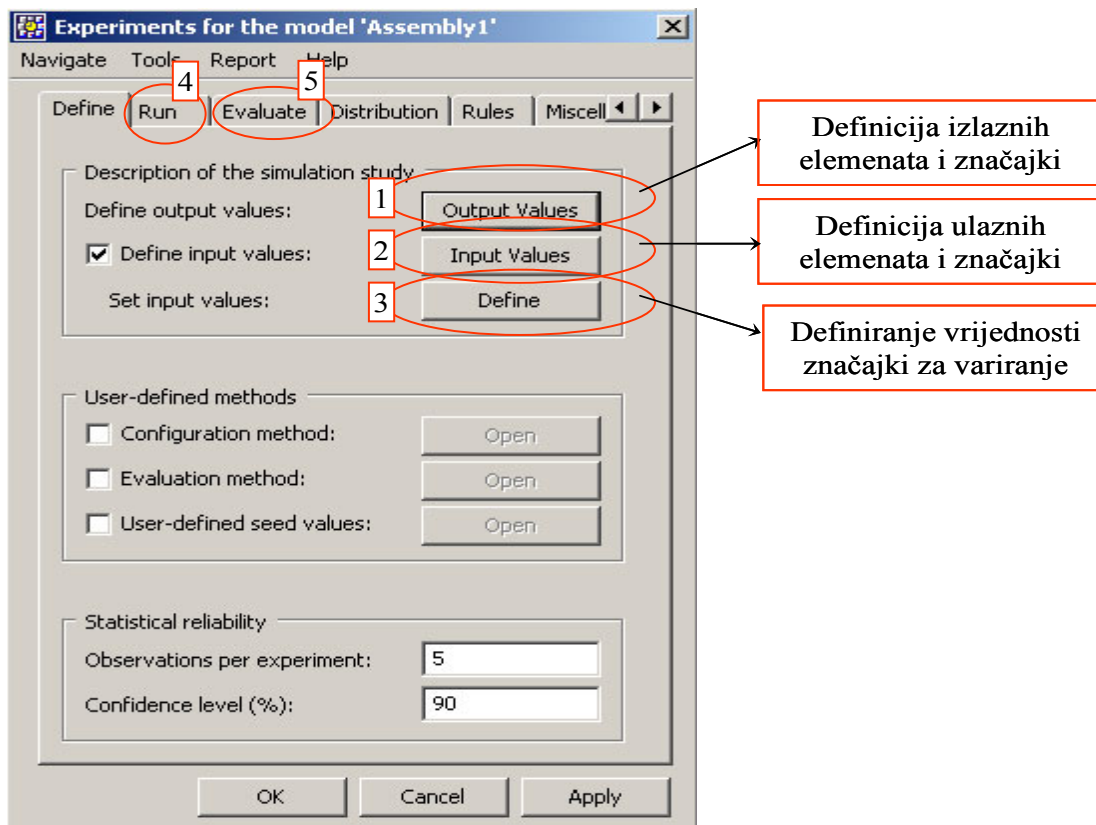 Experiments for the model 'Assembly1'
Navigate Tools Report Help
4 5
Define Run Evaluate Distribution Rules Miscell
Description of the simulation study
Define output values: 1 Output Values
Define input values: 2 Input Values
Set input values: 3 Define
Definicija izlaznih
elemenata i značajki
Definicija ulaznih
elemenata i značajki
Definiranje vrijednosti
značajki za variranje
User-defined methods
Configuration method: Open
Evaluation method: Open
User-defined seed values: Open
Statistical reliability
Observations per experiment: 5
Confidence level (%): 90
OK Cancel Apply